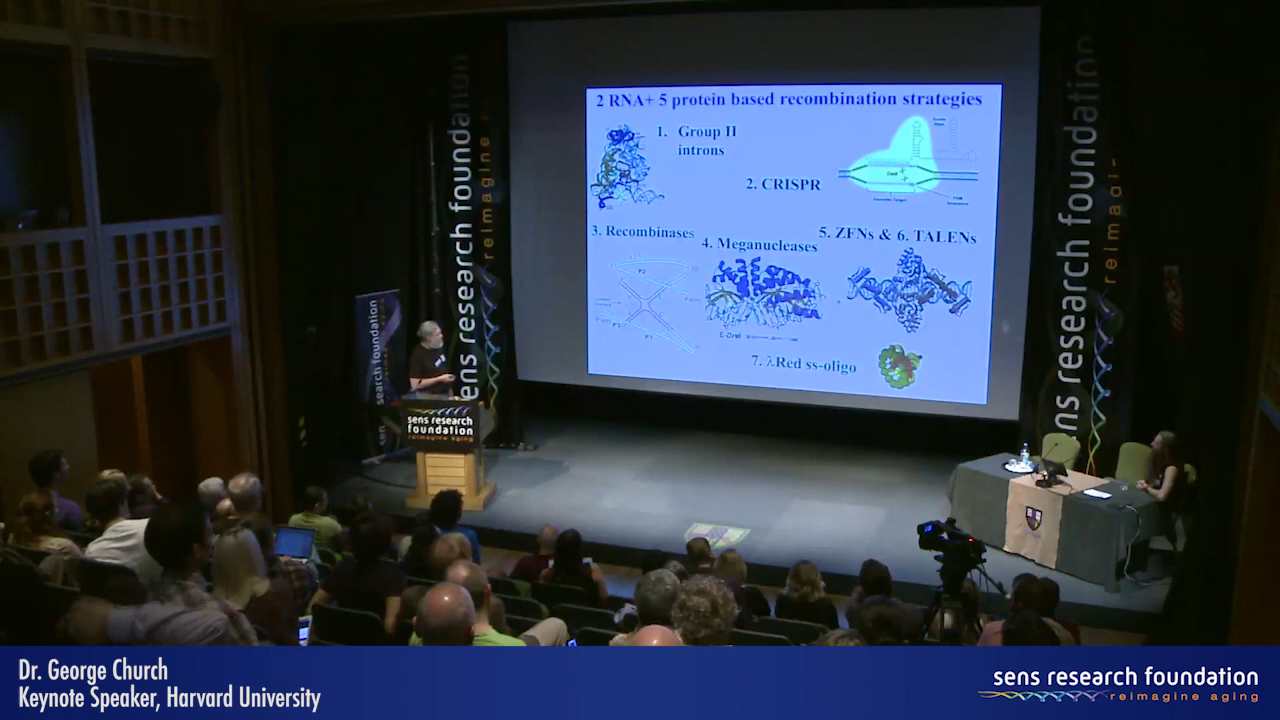 2 RNA+ 5 protein based recombination strategies
1. Group II
introns
2. CRISPR
3. Recombinases
4. Meganucleases
5. ZFNs & 6. TALENs
P2
P1
E-DreI
7. λRed ss-oligo
sens research foundation
reimagine aging
sens research foundation
reimagine
sens research foundation
sens research
foundation
reimagine aging
Dr. George Church
Keynote Speaker, Harvard University
sens research foundation
reimagine aging